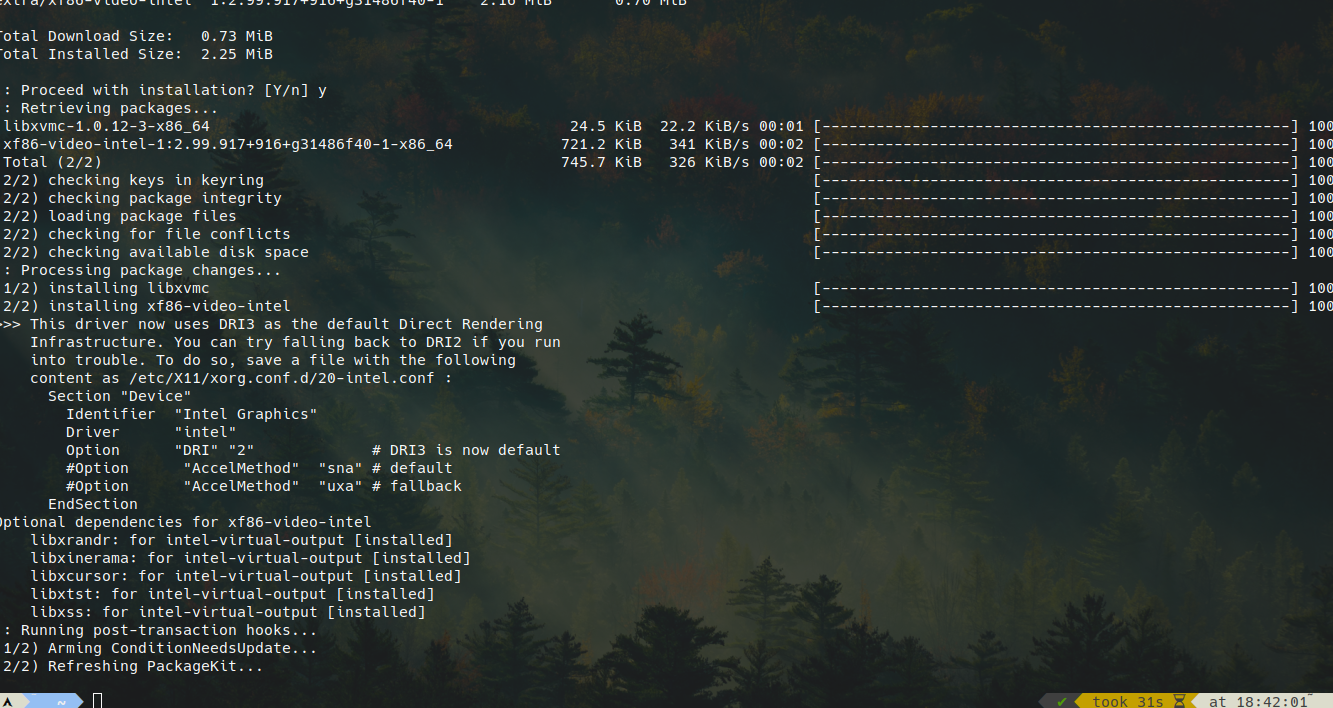 extra/xf86-video-intel 1:2.99.917+916+g31486f40-1 2.16 MiB 0.70 MiB
Total Download Size: 0.73 MiB
Total Installed Size: 2.25 MiB
: Proceed with installation? [Y/n] y
: Retrieving packages...
libxvmc-1.0.12-3-x86_64 24.5 KiB 22.2 KiB/s 00:01 [----------------------------------------------------] 100
xf86-video-intel-1:2.99.917+916+g31486f40-1-x86_64 721.2 KiB 341 KiB/s 00:02 [----------------------------------------------------] 100
Total (2/2) 745.7 KiB 326 KiB/s 00:02 [----------------------------------------------------] 100
2/2) checking keys in keyring [----------------------------------------------------] 100
2/2) checking package integrity [----------------------------------------------------] 100
2/2) loading package files [----------------------------------------------------] 100
2/2) checking for file conflicts [----------------------------------------------------] 100
2/2) checking available disk space [----------------------------------------------------] 100
: Processing package changes...
1/2) installing libxvmc [----------------------------------------------------] 100
2/2) installing xf86-video-intel [----------------------------------------------------] 100
>>> This driver now uses DRI3 as the default Direct Rendering
Infrastructure. You can try falling back to DRI2 if you run
into trouble. To do so, save a file with the following
content as /etc/X11/xorg.conf.d/20-intel.conf :
Section "Device"
Identifier "Intel Graphics"
Driver "intel"
Option "DRI" "2" # DRI3 is now default
#Option "AccelMethod" "sna" # default
#Option "AccelMethod" "uxa" # fallback
EndSection
Optional dependencies for xf86-video-intel
libxrandr: for intel-virtual-output [installed]
libxinerama: for intel-virtual-output [installed]
libxcursor: for intel-virtual-output [installed]
libxtst: for intel-virtual-output [installed]
libxss: for intel-virtual-output [installed]
: Running post-transaction hooks...
1/2) Arming ConditionNeedsUpdate...
2/2) Refreshing PackageKit...
~ ✔ took 31s at 18:42:01